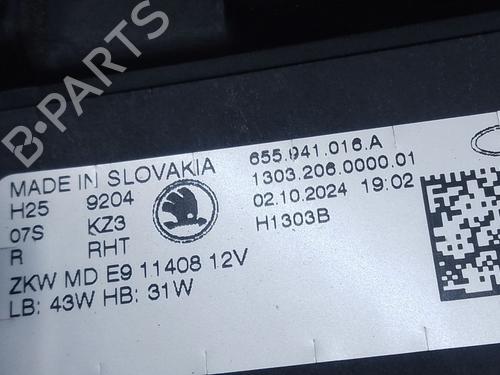 B-PARTS
MADE IN SLOVAKIA
H25 9204
07S KZ3
R RHT
ZKW MD E9 11408 12V
LB: 43W HB: 31W
655.941.016.A
1303.206.0000.01
02.10.2024 19:02
H1303B